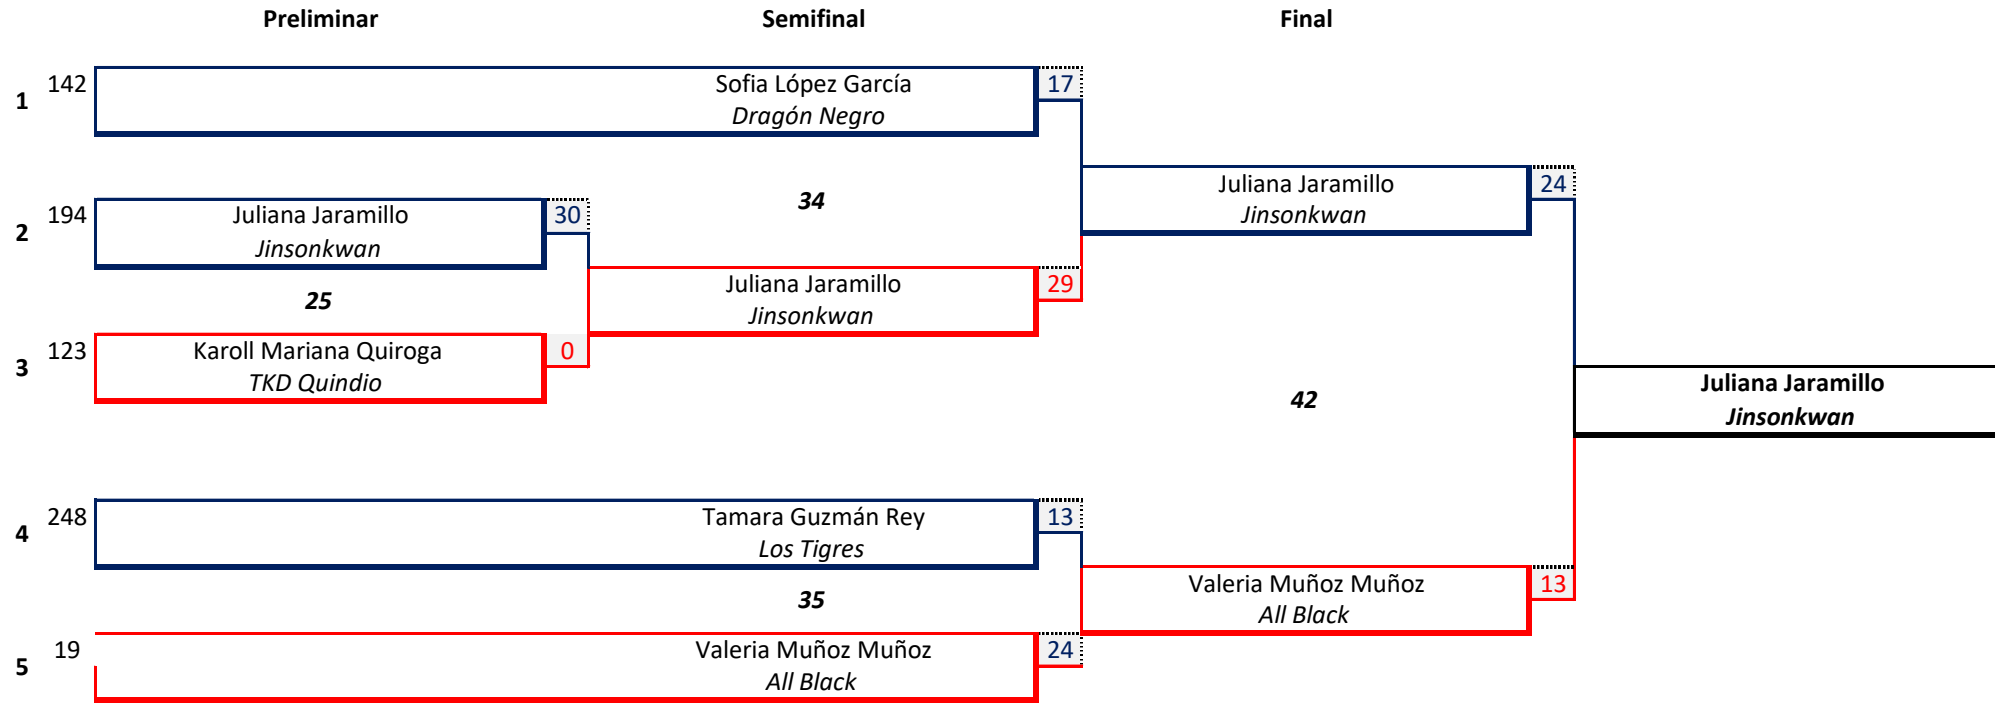 Preliminar Semifinal Final
1 142 Sofia López García 17
Dragón Negro
34
2 194 Juliana Jaramillo 30
Jinsonkwan
Juliana Jaramillo 24
Jinsonkwan
25
Juliana Jaramillo 29
Jinsonkwan
3 123 Karoll Mariana Quiroga 0
TKD Quindio
42
Juliana Jaramillo
Jinsonkwan
4 248 Tamara Guzmán Rey 13
Los Tigres
35
Valeria Muñoz Muñoz 13
All Black
5 19 Valeria Muñoz Muñoz 24
All Black